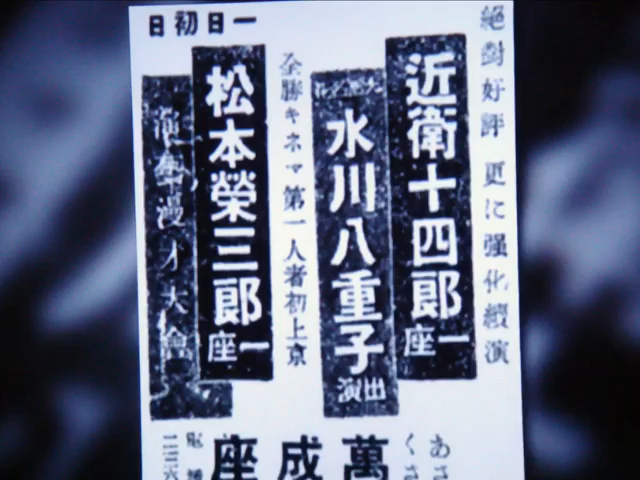 絶對好評 更に强化續演
近衛十四郎一座
水川八重子
出演
全勝キネマ第一人者初上京
松本榮三郎一座
漫才大會
一日初日
あさ
くさ
萬成座